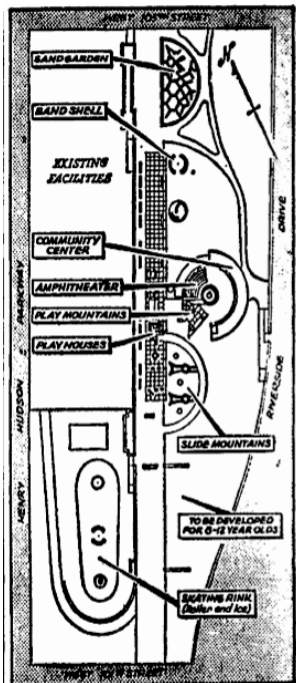 WEST 105TH STREET
SAND GARDEN
BAND SHELL
EXISTING
FACILITIES
COMMUNITY
CENTER
AMPHITHEATER
PLAY MOUNTAINS
PLAY HOUSES
SLIDE MOUNTAINS
TO BE DEVELOPED
FOR 6-12 YEAR OLDS
SKATING RINK
(Roller and Ice)
HENRY HUDSON PARKWAY
RIVERSIDE DRIVE
N